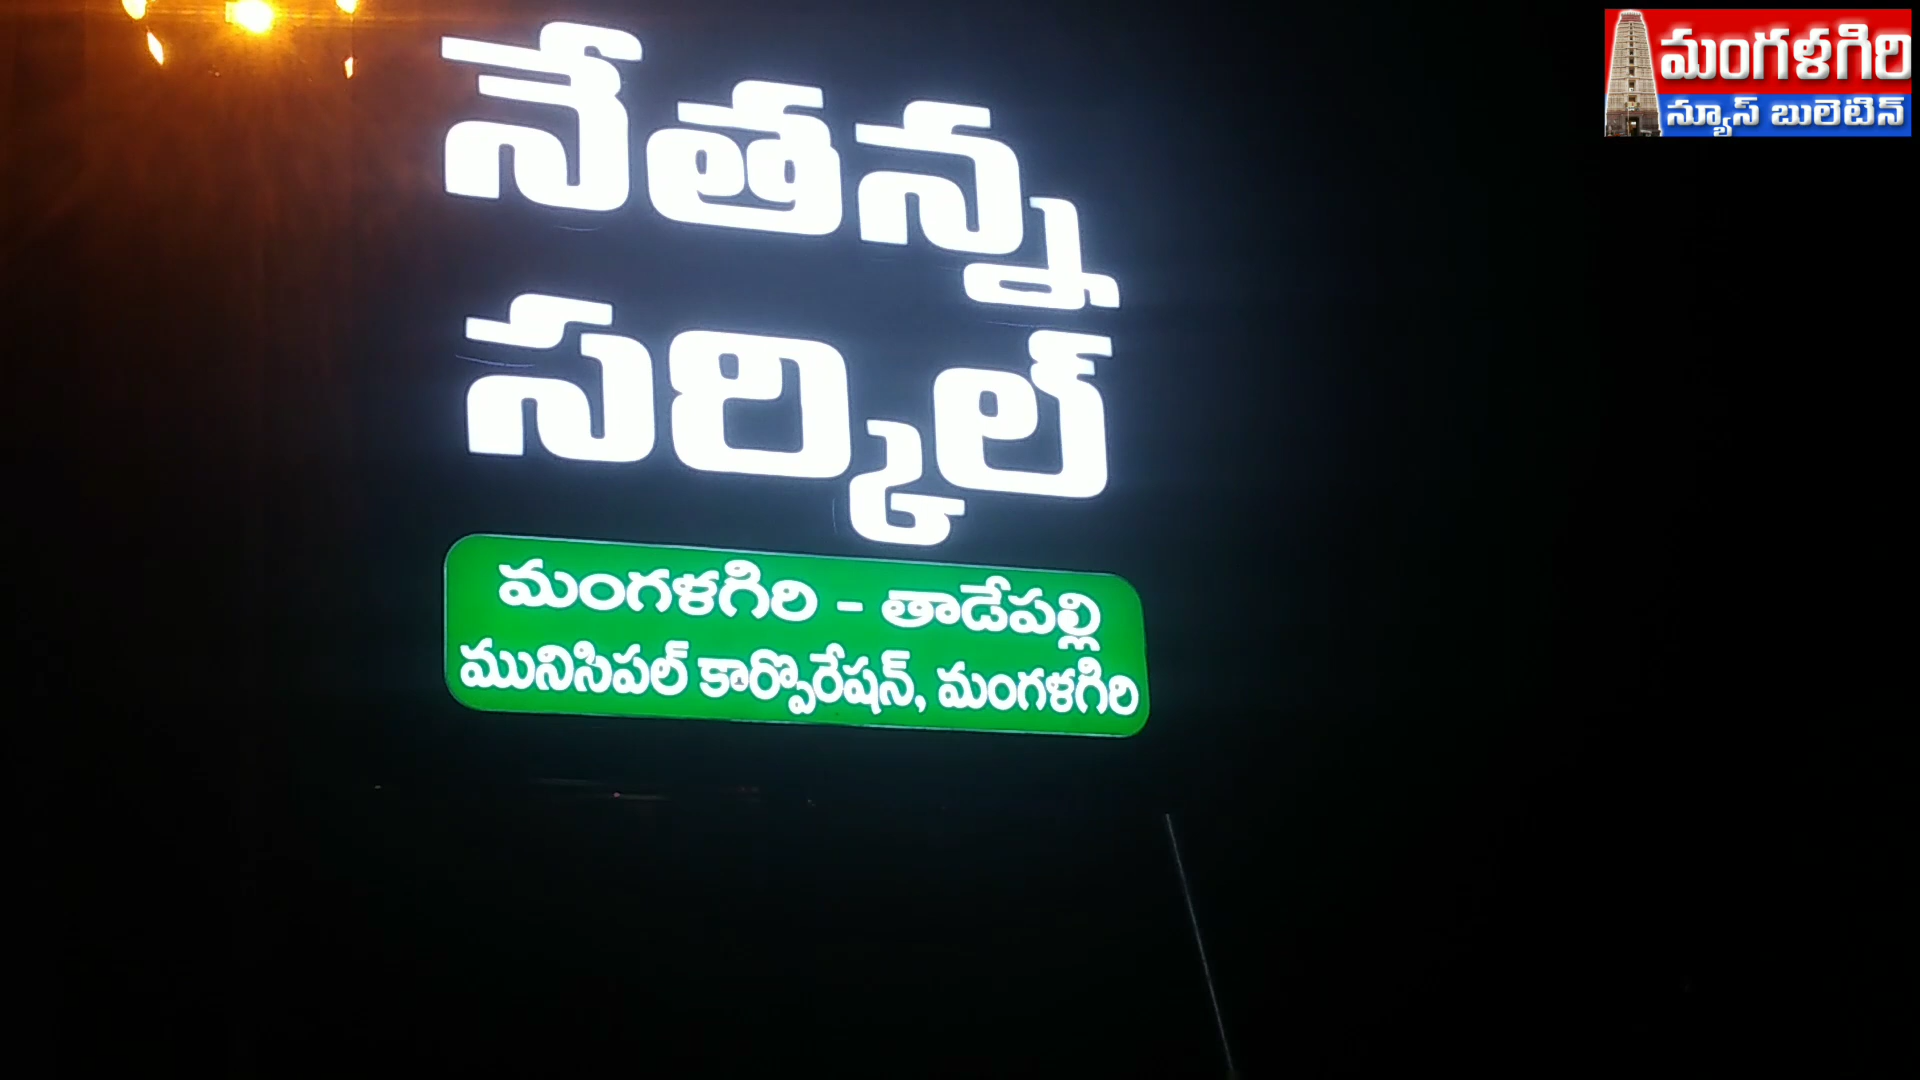 మంగళగిరి
న్యూస్ బులెటిన్
నేతన్న
సర్కిల్
మంగళగిరి - తాడేపల్లి
మునిసిపల్ కార్పొరేషన్, మంగళగిరి